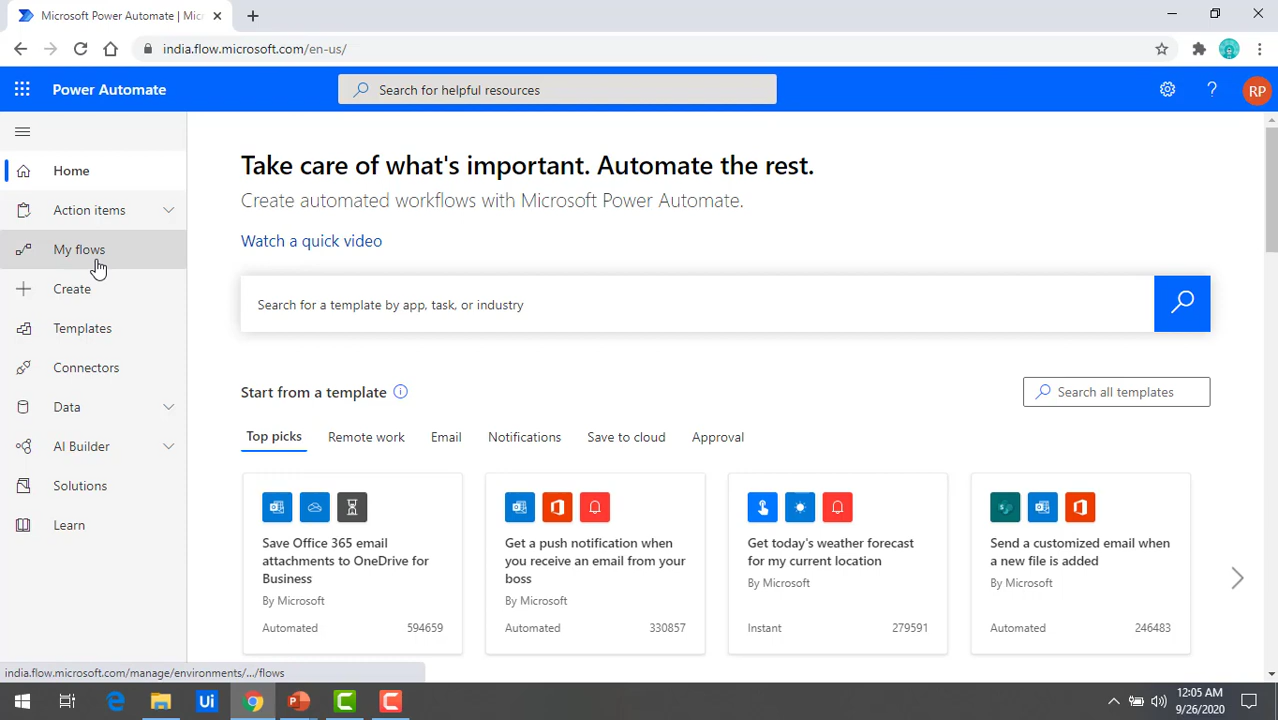 Microsoft Power Automate | Micr
india.flow.microsoft.com/en-us/
Power Automate
Search for helpful resources
RP
Home
Action items
My flows
Create
Templates
Connectors
Data
AI Builder
Solutions
Learn
Take care of what's important. Automate the rest.
Create automated workflows with Microsoft Power Automate.
Watch a quick video
Search for a template by app, task, or industry
Start from a template
Search all templates
Top picks
Remote work
Email
Notifications
Save to cloud
Approval
Save Office 365 email
attachments to OneDrive for
Business
By Microsoft
Automated
594659
Get a push notification when
you receive an email from your
boss
By Microsoft
Automated
330857
Get today's weather forecast
for my current location
By Microsoft
Instant
279591
Send a customized email when
a new file is added
By Microsoft
Automated
246483
india.flow.microsoft.com/manage/environments/.../flows
Ui
12:05 AM
9/26/2020